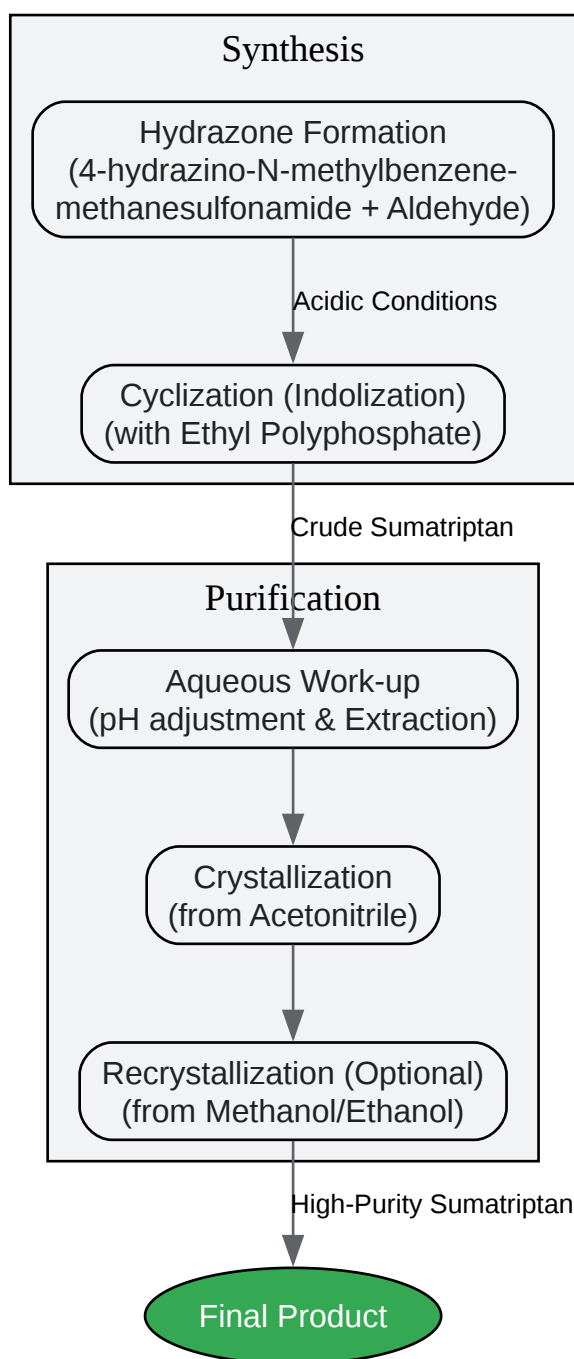 Synthesis
Hydrazone Formation
(4-hydrazino-N-methylbenzene-
methanesulfonamide + Aldehyde)
Acidic Conditions
Cyclization (Indolization)
(with Ethyl Polyphosphate)
Crude Sumatriptan
Purification
Aqueous Work-up
(pH adjustment & Extraction)
Crystallization
(from Acetonitrile)
Recrystallization (Optional)
(from Methanol/Ethanol)
High-Purity Sumatriptan
Final Product